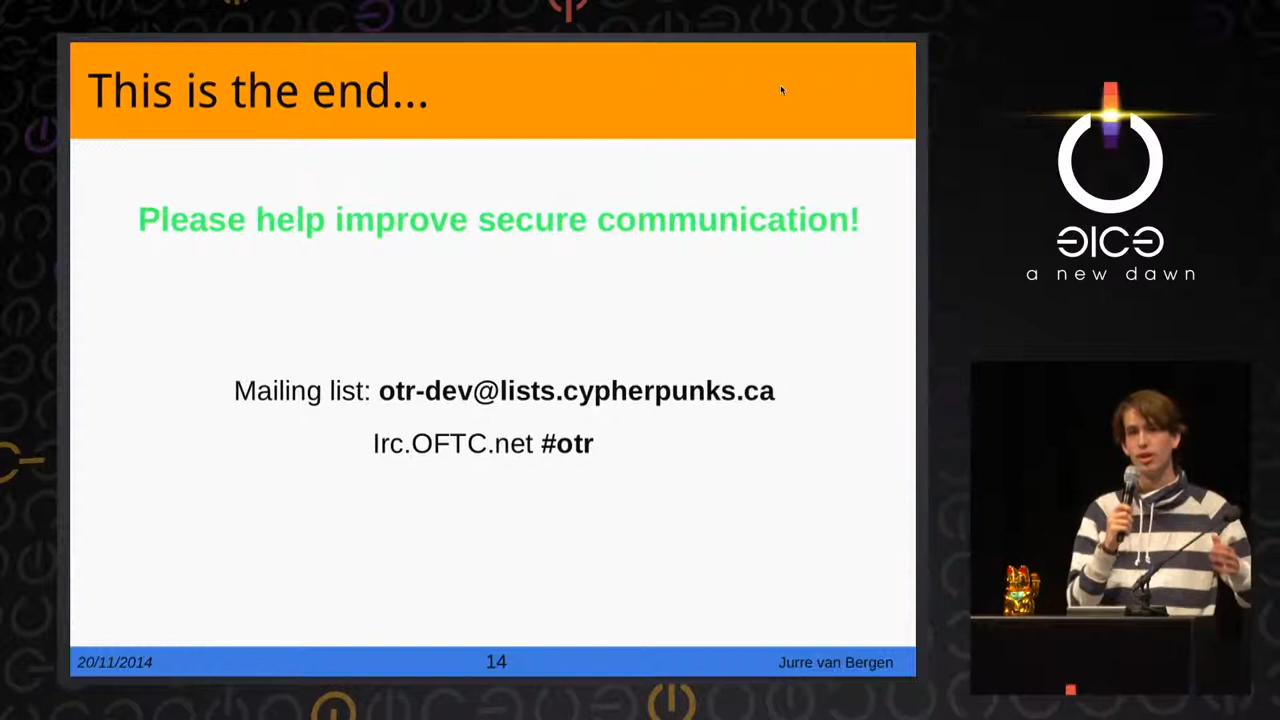 This is the end...
Please help improve secure communication!
Mailing list: otr-dev@lists.cypherpunks.ca
Irc.OFTC.net #otr
20/11/2014
14
Jurre van Bergen
a new dawn